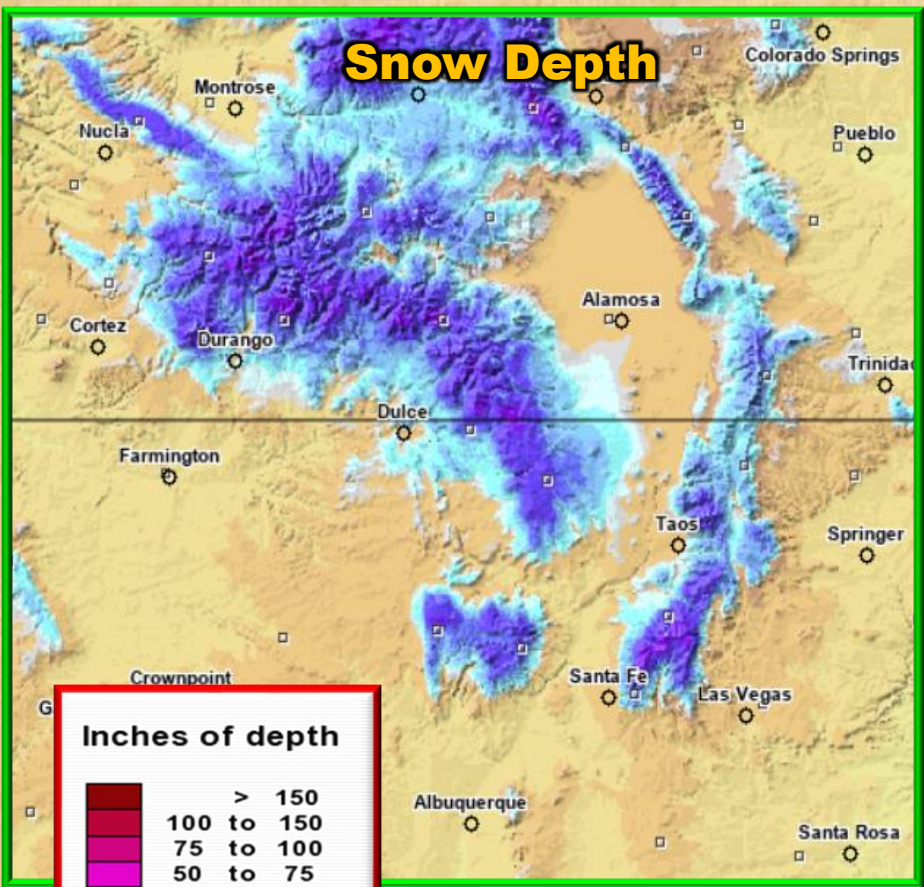 Snow Depth
Colorado Springs
Montrose
Nucla
Pueblo
Alamosa
Cortez
Durango
Trinidad
Dulce
Farmington
Taos
Springer
Crownpoint
Santa Fe
Las Vegas
G
Inches of depth
> 150
100 to 150
75 to 100
50 to 75
Albuquerque
Santa Rosa